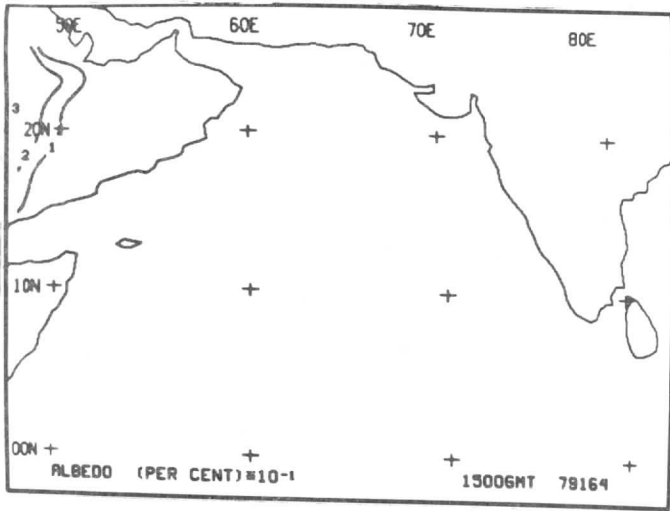 50E 60E 70E 80E
3
20N
1
2
10N
00N
ALBEDO (PER CENT)*10-1 1500GMT 79164